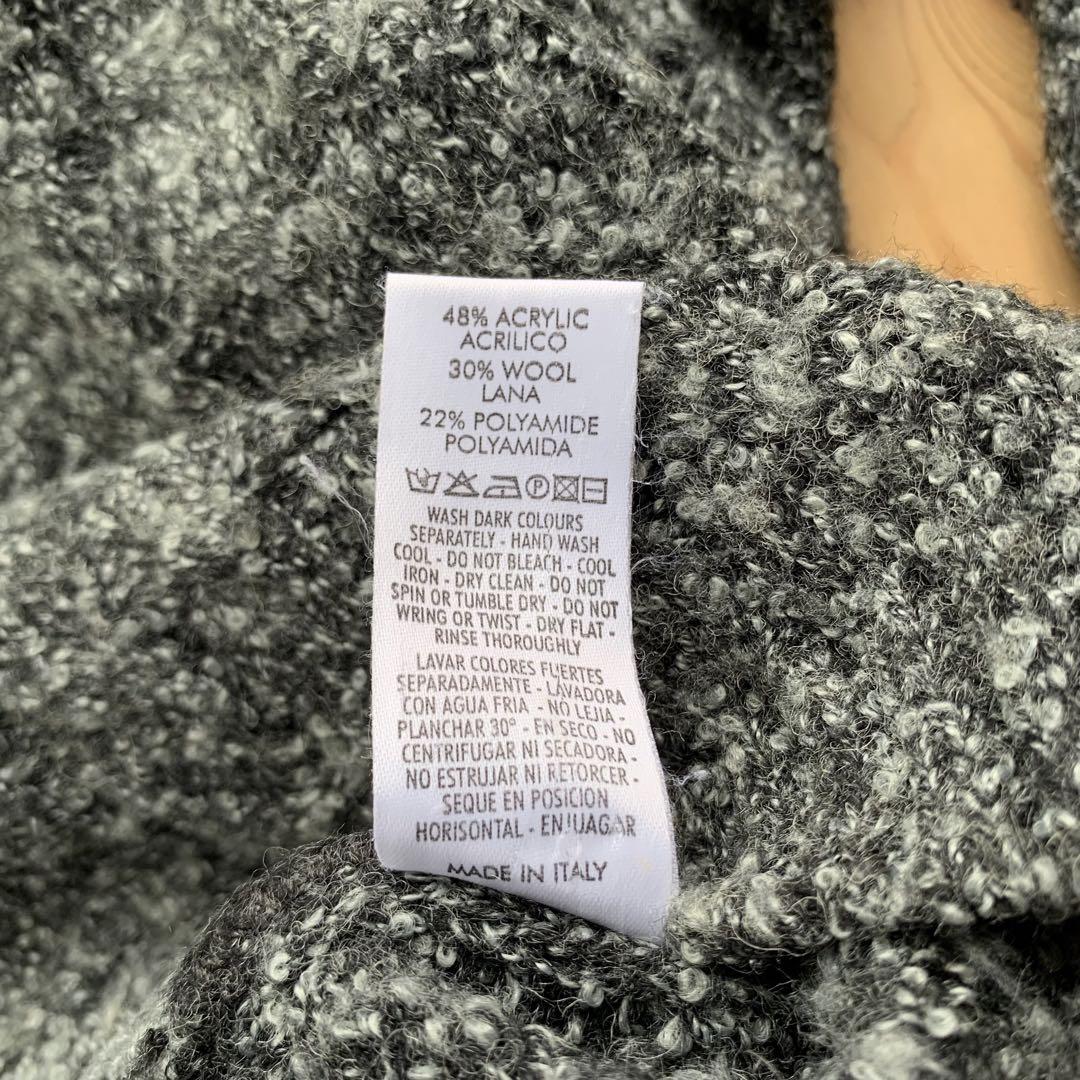 48% ACRYLIC
ACRILICO
30% WOOL
LANA
22% POLYAMIDE
POLYAMIDA
P
WASH DARK COLOURS
SEPARATELY - HAND WASH
COOL - DO NOT BLEACH - COOL
IRON - DRY CLEAN - DO NOT
SPIN OR TUMBLE DRY - DO NOT
WRING OR TWIST - DRY FLAT -
RINSE THOROUGHLY
LAVAR COLORES FUERTES
SEPARADAMENTE - LAVADORA
CON AGUA FRIA - NO LEJIA -
PLANCHAR 30° - EN SECO - NO
CENTRIFUGAR NI SECADORA -
NO ESTRUJAR NI RETORCER -
SEQUE EN POSICION
HORISONTAL - ENJUAGAR
MADE IN ITALY